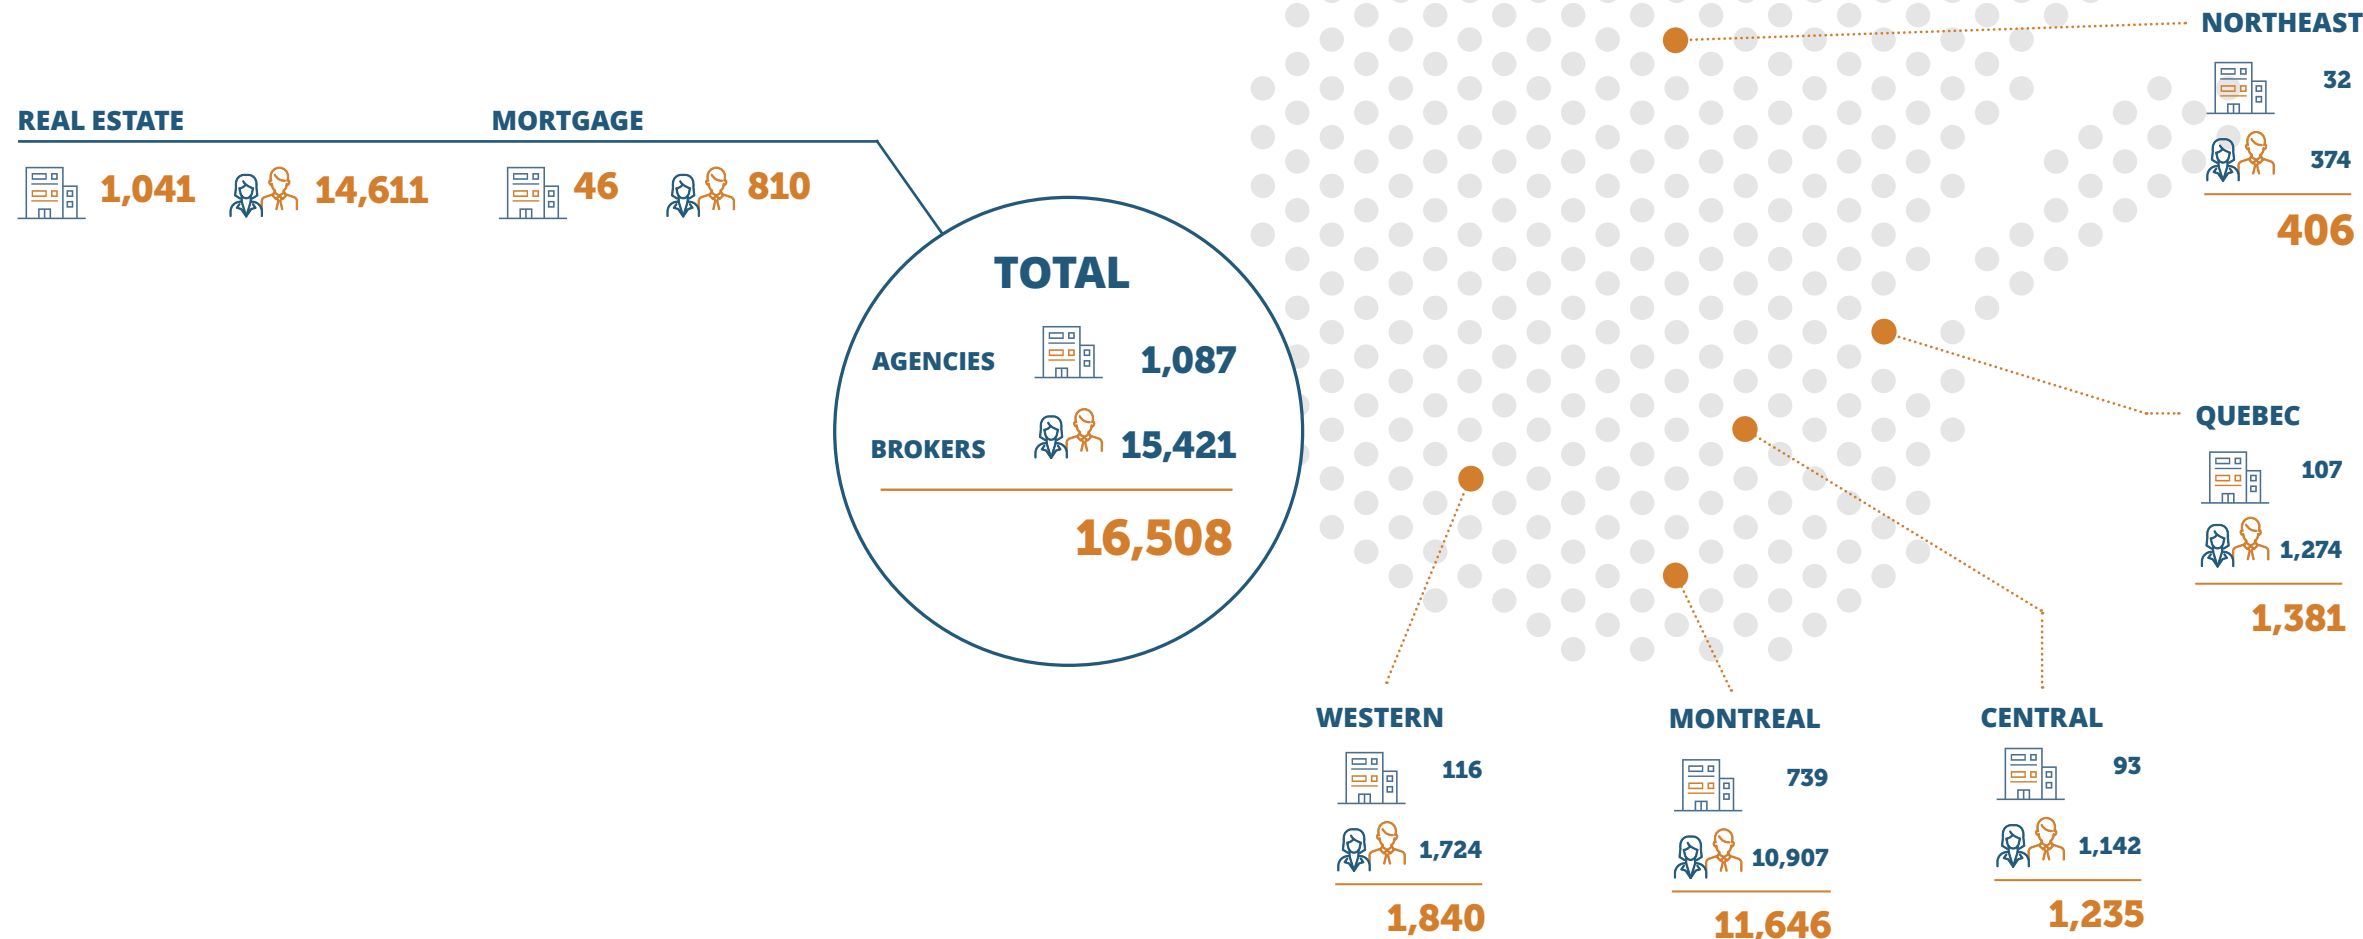 REAL ESTATE
1,041
14,611
MORTGAGE
46
810
TOTAL
AGENCIES 1,087
BROKERS 15,421
16,508
NORTHEAST
32
374
406
QUEBEC
107
1,274
1,381
WESTERN
116
1,724
1,840
MONTREAL
739
10,907
11,646
CENTRAL
93
1,142
1,235